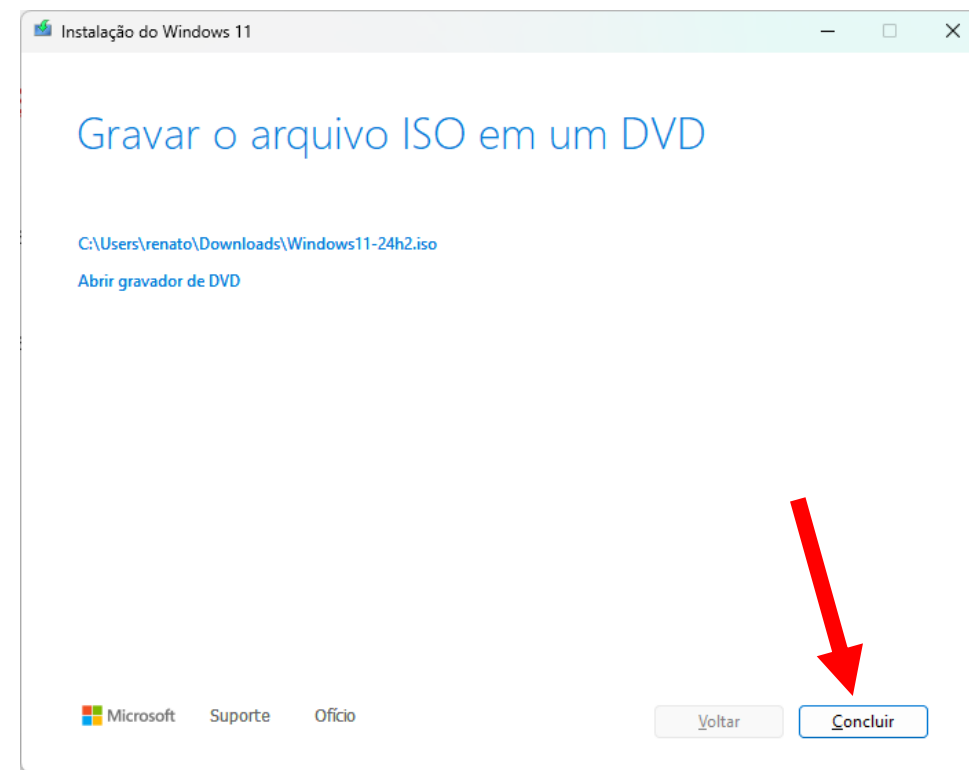 Instalação do Windows 11
Gravar o arquivo ISO em um DVD
C:\Users\renato\Downloads\Windows11-24h2.iso
Abrir gravador de DVD
Microsoft Suporte Ofício Voltar Concluir